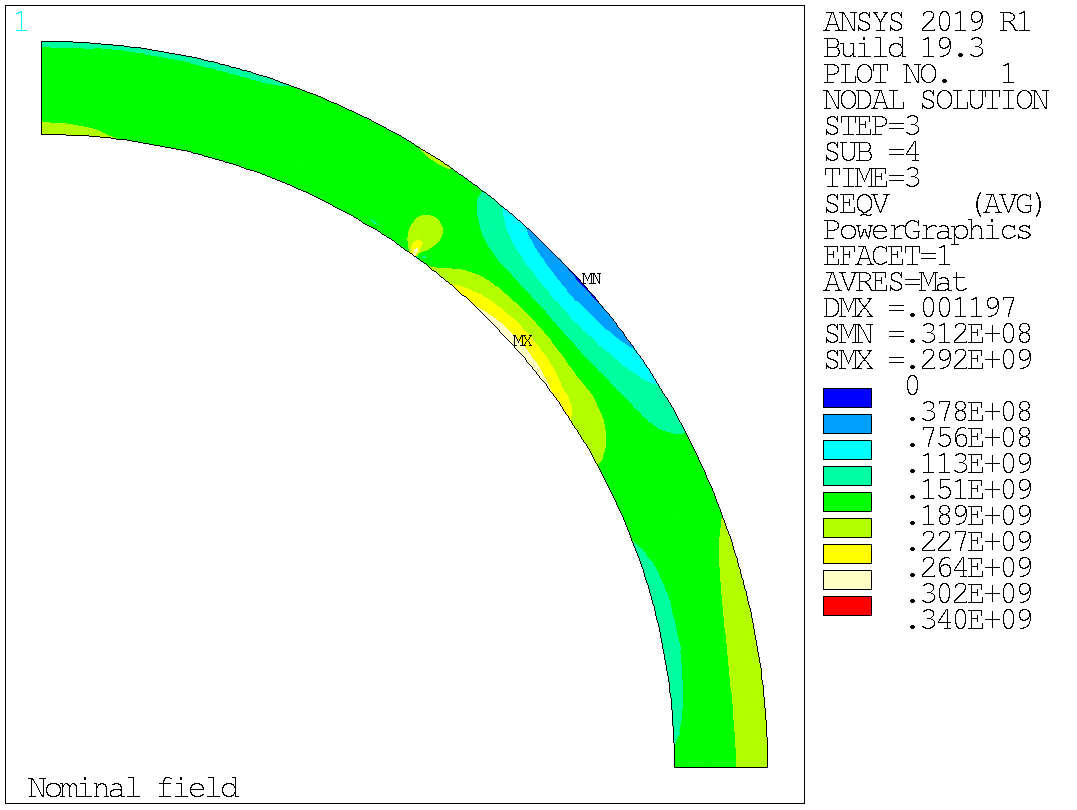 1
ANSYS 2019 R1
Build 19.3
PLOT NO. 1
NODAL SOLUTION
STEP=3
SUB =4
TIME=3
SEQV (AVG)
PowerGraphics
EFACET=1
AVRES=Mat
DMX =.001197
SMN =.312E+08
SMX =.292E+09
0
.378E+08
.756E+08
.113E+09
.151E+09
.189E+09
.227E+09
.264E+09
.302E+09
.340E+09
MN
MX
Nominal field